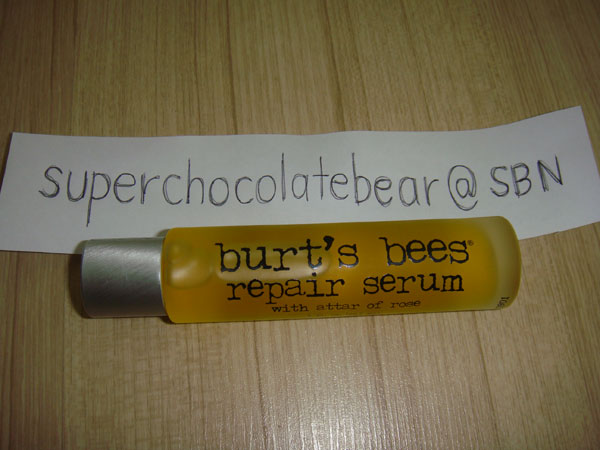 superchocolatebear@SBN
burt's bees®
repair serum
with attar of rose